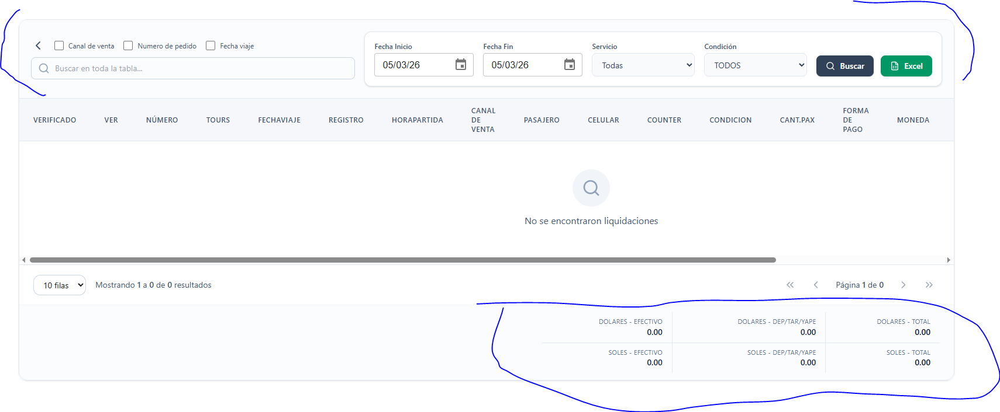 Canal de venta Numero de pedido Fecha viaje
Buscar en toda la tabla...
Fecha Inicio Fecha Fin Servicio Condición
05/03/26 05/03/26 Todas TODOS Buscar Excel
VERIFICADO VER NÚMERO TOURS FECHAVIAJE REGISTRO HORAPARTIDA CANAL DE VENTA PASAJERO CELULAR COUNTER CONDICION CANT.PAX FORMA DE PAGO MONEDA
No se encontraron liquidaciones
10 filas Mostrando 1 a 0 de 0 resultados Página 1 de 0
DOLARES - EFECTIVO DOLARES - DEP/TAR/YAPE DOLARES - TOTAL
0.00 0.00 0.00
SOLES - EFECTIVO SOLES - DEP/TAR/YAPE SOLES - TOTAL
0.00 0.00 0.00